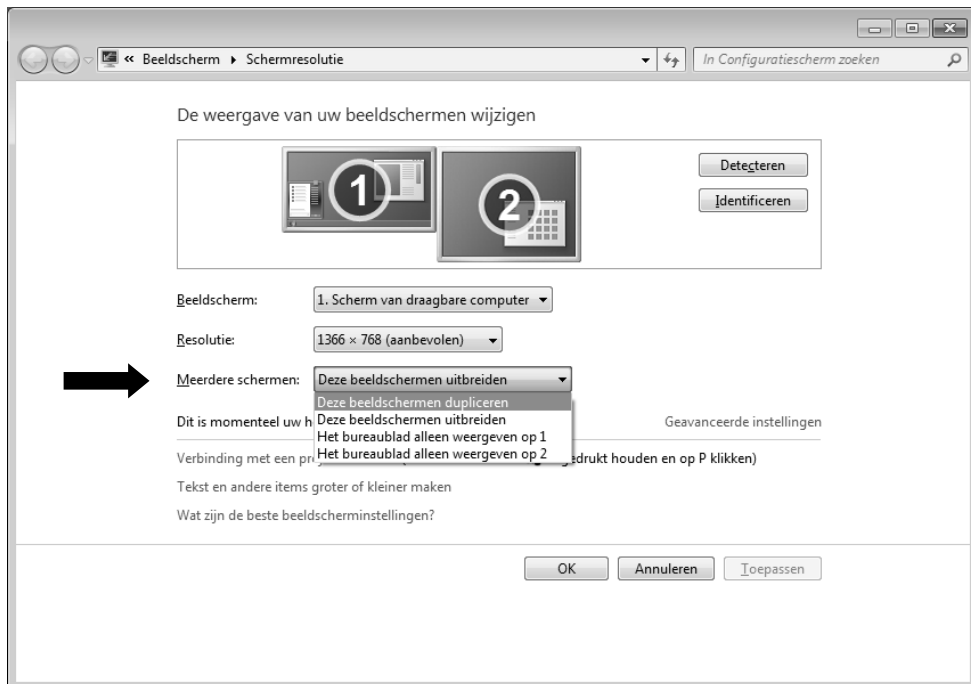 « Beeldscherm Schermresolutie In Configuratiescherm zoeken
De weergave van uw beeldschermen wijzigen
1 2
Detecteren
Identificeren
Beeldscherm: 1. Scherm van draagbare computer
Resolutie: 1366 × 768 (aanbevolen)
Meerdere schermen: Deze beeldschermen uitbreiden
Deze beeldschermen dupliceren
Deze beeldschermen uitbreiden
Het bureaublad alleen weergeven op 1
Het bureaublad alleen weergeven op 2
Dit is momenteel uw Geavanceerde instellingen
Verbinding met een houden en op P klikken)
Tekst en andere items groter of kleiner maken
Wat zijn de beste beeldscherminstellingen?
OK Annuleren Toepassen